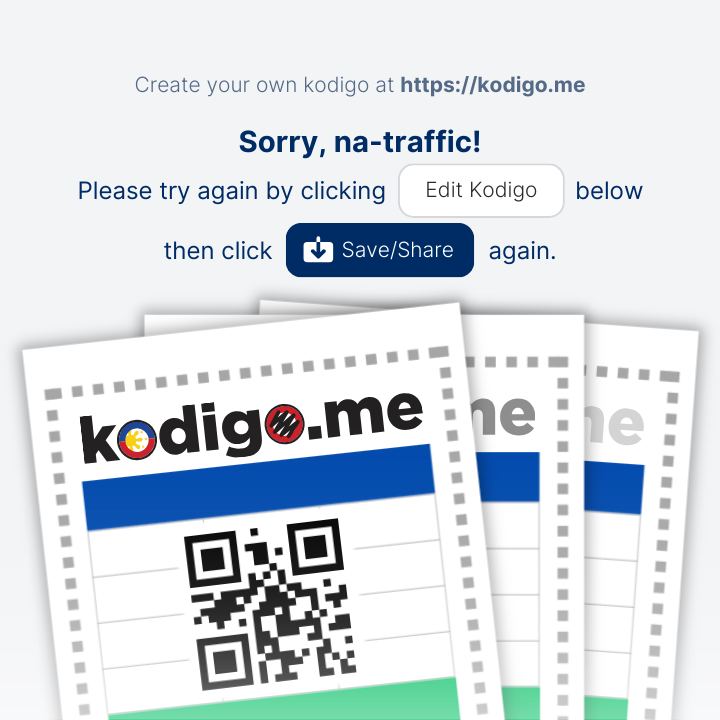 Create your own kodigo at https://kodigo.me
Sorry, na-traffic!
Please try again by clicking Edit Kodigo below
then click Save/Share again.
kodigo.me
me
me